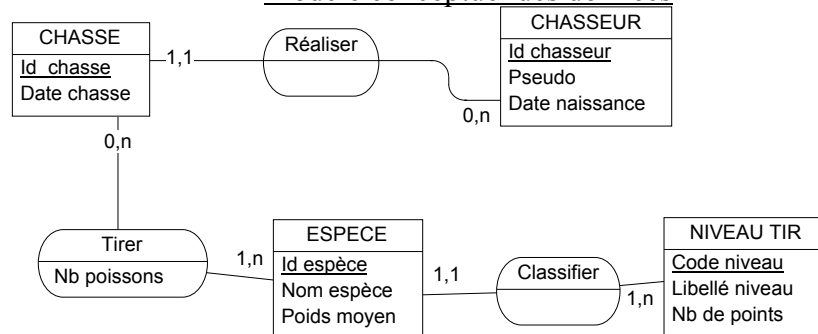 CHASSE
Id chasse
Date chasse
1,1
Réaliser
CHASSEUR
Id chasseur
Pseudo
Date naissance
0,n
0,n
Tirer
Nb poissons
1,n
ESPECE
Id espèce
Nom espèce
Poids moyen
1,1
Classifier
1,n
NIVEAU TIR
Code niveau
Libellé niveau
Nb de points